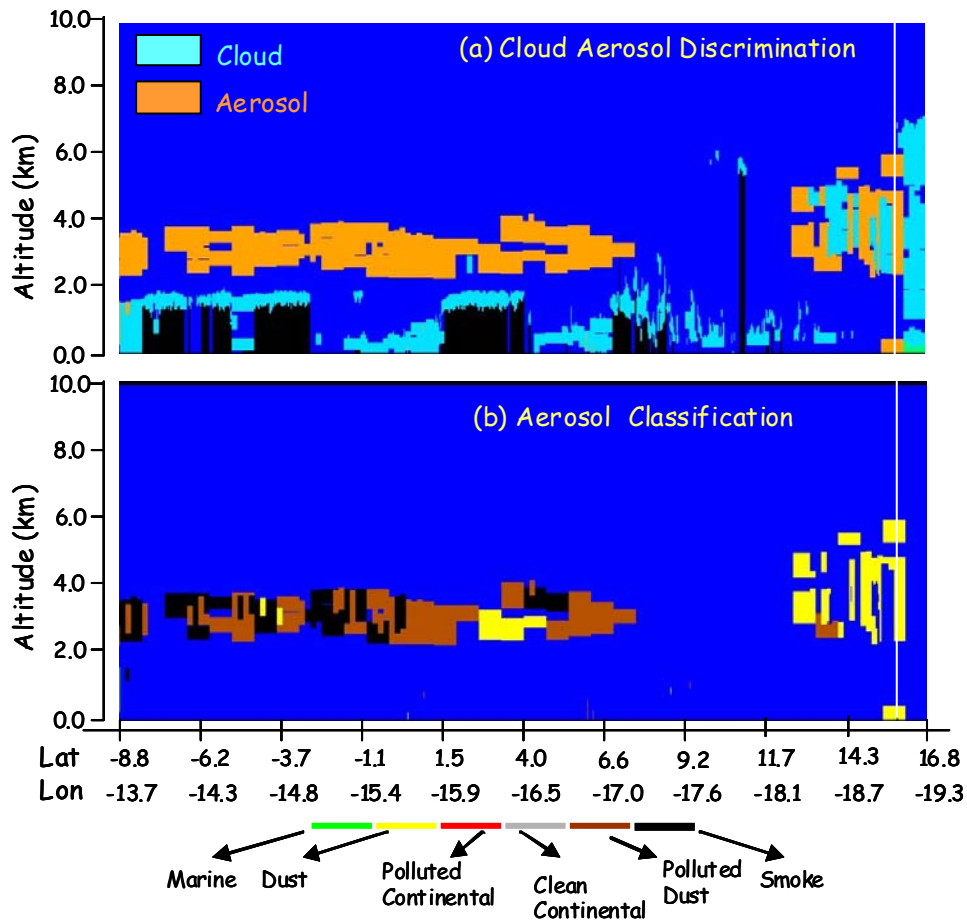 10.0
(a) Cloud Aerosol Discrimination
Cloud
Aerosol
8.0
6.0
4.0
2.0
0.0
Altitude (km)
10.0
(b) Aerosol Classification
8.0
6.0
4.0
2.0
0.0
Altitude (km)
Lat -8.8 -6.2 -3.7 -1.1 1.5 4.0 6.6 9.2 11.7 14.3 16.8
Lon -13.7 -14.3 -14.8 -15.4 -15.9 -16.5 -17.0 -17.6 -18.1 -18.7 -19.3
Marine
Dust
Polluted
Continental
Clean
Continental
Polluted
Dust
Smoke